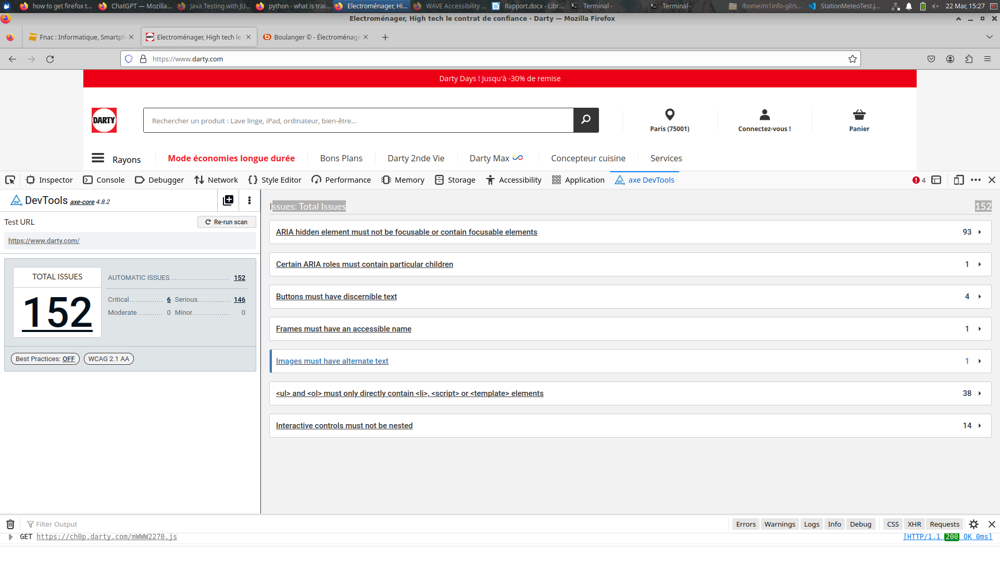 how to get firefox t... ChatGPT — Mozilla... Java Testing with JU... python - what is trai... Electroménager, Hi... WAVE Accessibility ... Rapport.docx - Libr... Terminal - Terminal - /home/m1info-gil/s... StationMeteoTest.j... 22 Mar, 15:27
Electroménager, High tech le contrat de confiance - Darty — Mozilla Firefox
Fnac : Informatique, Smartph Electroménager, High tech le Boulanger © - Électroménage
https://www.darty.com
Darty Days ! Jusqu'à -30% de remise
DARTY
Rechercher un produit : Lave linge, iPad, ordinateur, bien-être...
Paris (75001) Connectez-vous ! Panier
Rayons Mode économies longue durée Bons Plans Darty 2nde Vie Darty Max Concepteur cuisine Services
Inspector Console Debugger Network Style Editor Performance Memory Storage Accessibility Application axe DevTools 4
DevTools axe-core 4.8.2
Test URL
Re-run scan
https://www.darty.com/
TOTAL ISSUES
152
AUTOMATIC ISSUES 152
Critical 6 Serious 146
Moderate 0 Minor 0
Best Practices: OFF WCAG 2.1 AA
Issues: Total Issues 152
ARIA hidden element must not be focusable or contain focusable elements 93
Certain ARIA roles must contain particular children 1
Buttons must have discernible text 4
Frames must have an accessible name 1
Images must have alternate text 1
<ul> and <ol> must only directly contain <li>, <script> or <template> elements 38
Interactive controls must not be nested 14
Filter Output Errors Warnings Logs Info Debug CSS XHR Requests
GET https://ch0p.darty.com/mWWW2270.js [HTTP/1.1 200 OK 0ms]